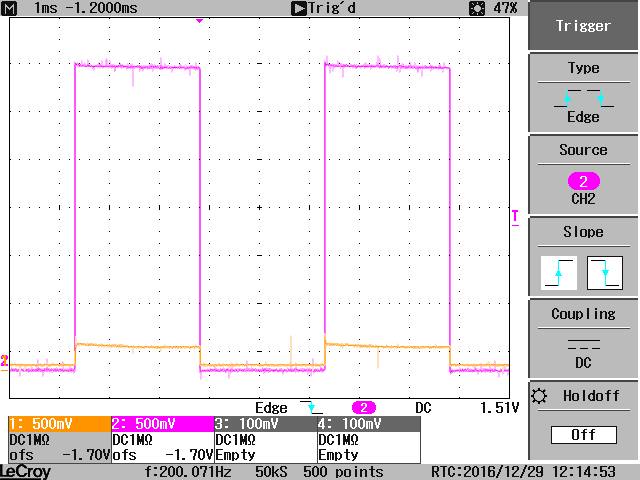 M 1ms -1.2000ms Trig'd 47%
Trigger
Type
Edge
Source
2
CH2
Slope
Coupling
DC
Holdoff
Off
T
2
Edge 2 DC 1.51V
1: 500mV 2: 500mV 3: 100mV 4: 100mV
DC1MΩ DC1MΩ DC1MΩ DC1MΩ
ofs -1.70V ofs -1.70V Empty Empty
LeCroy f:200.071Hz 50kS 500 points RTC:2016/12/29 12:14:53